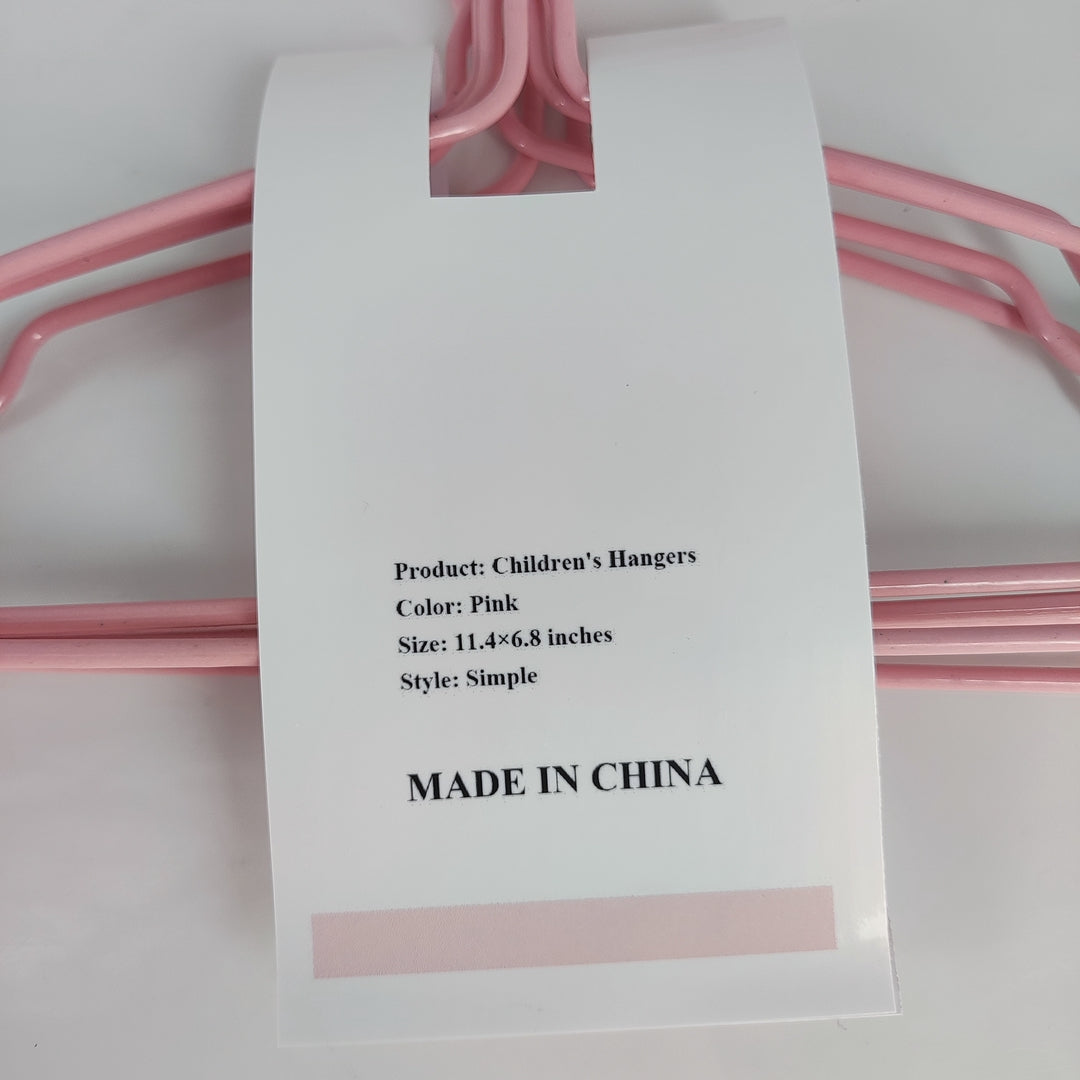 Product: Children's Hangers
Color: Pink
Size: 11.4×6.8 inches
Style: Simple
MADE IN CHINA